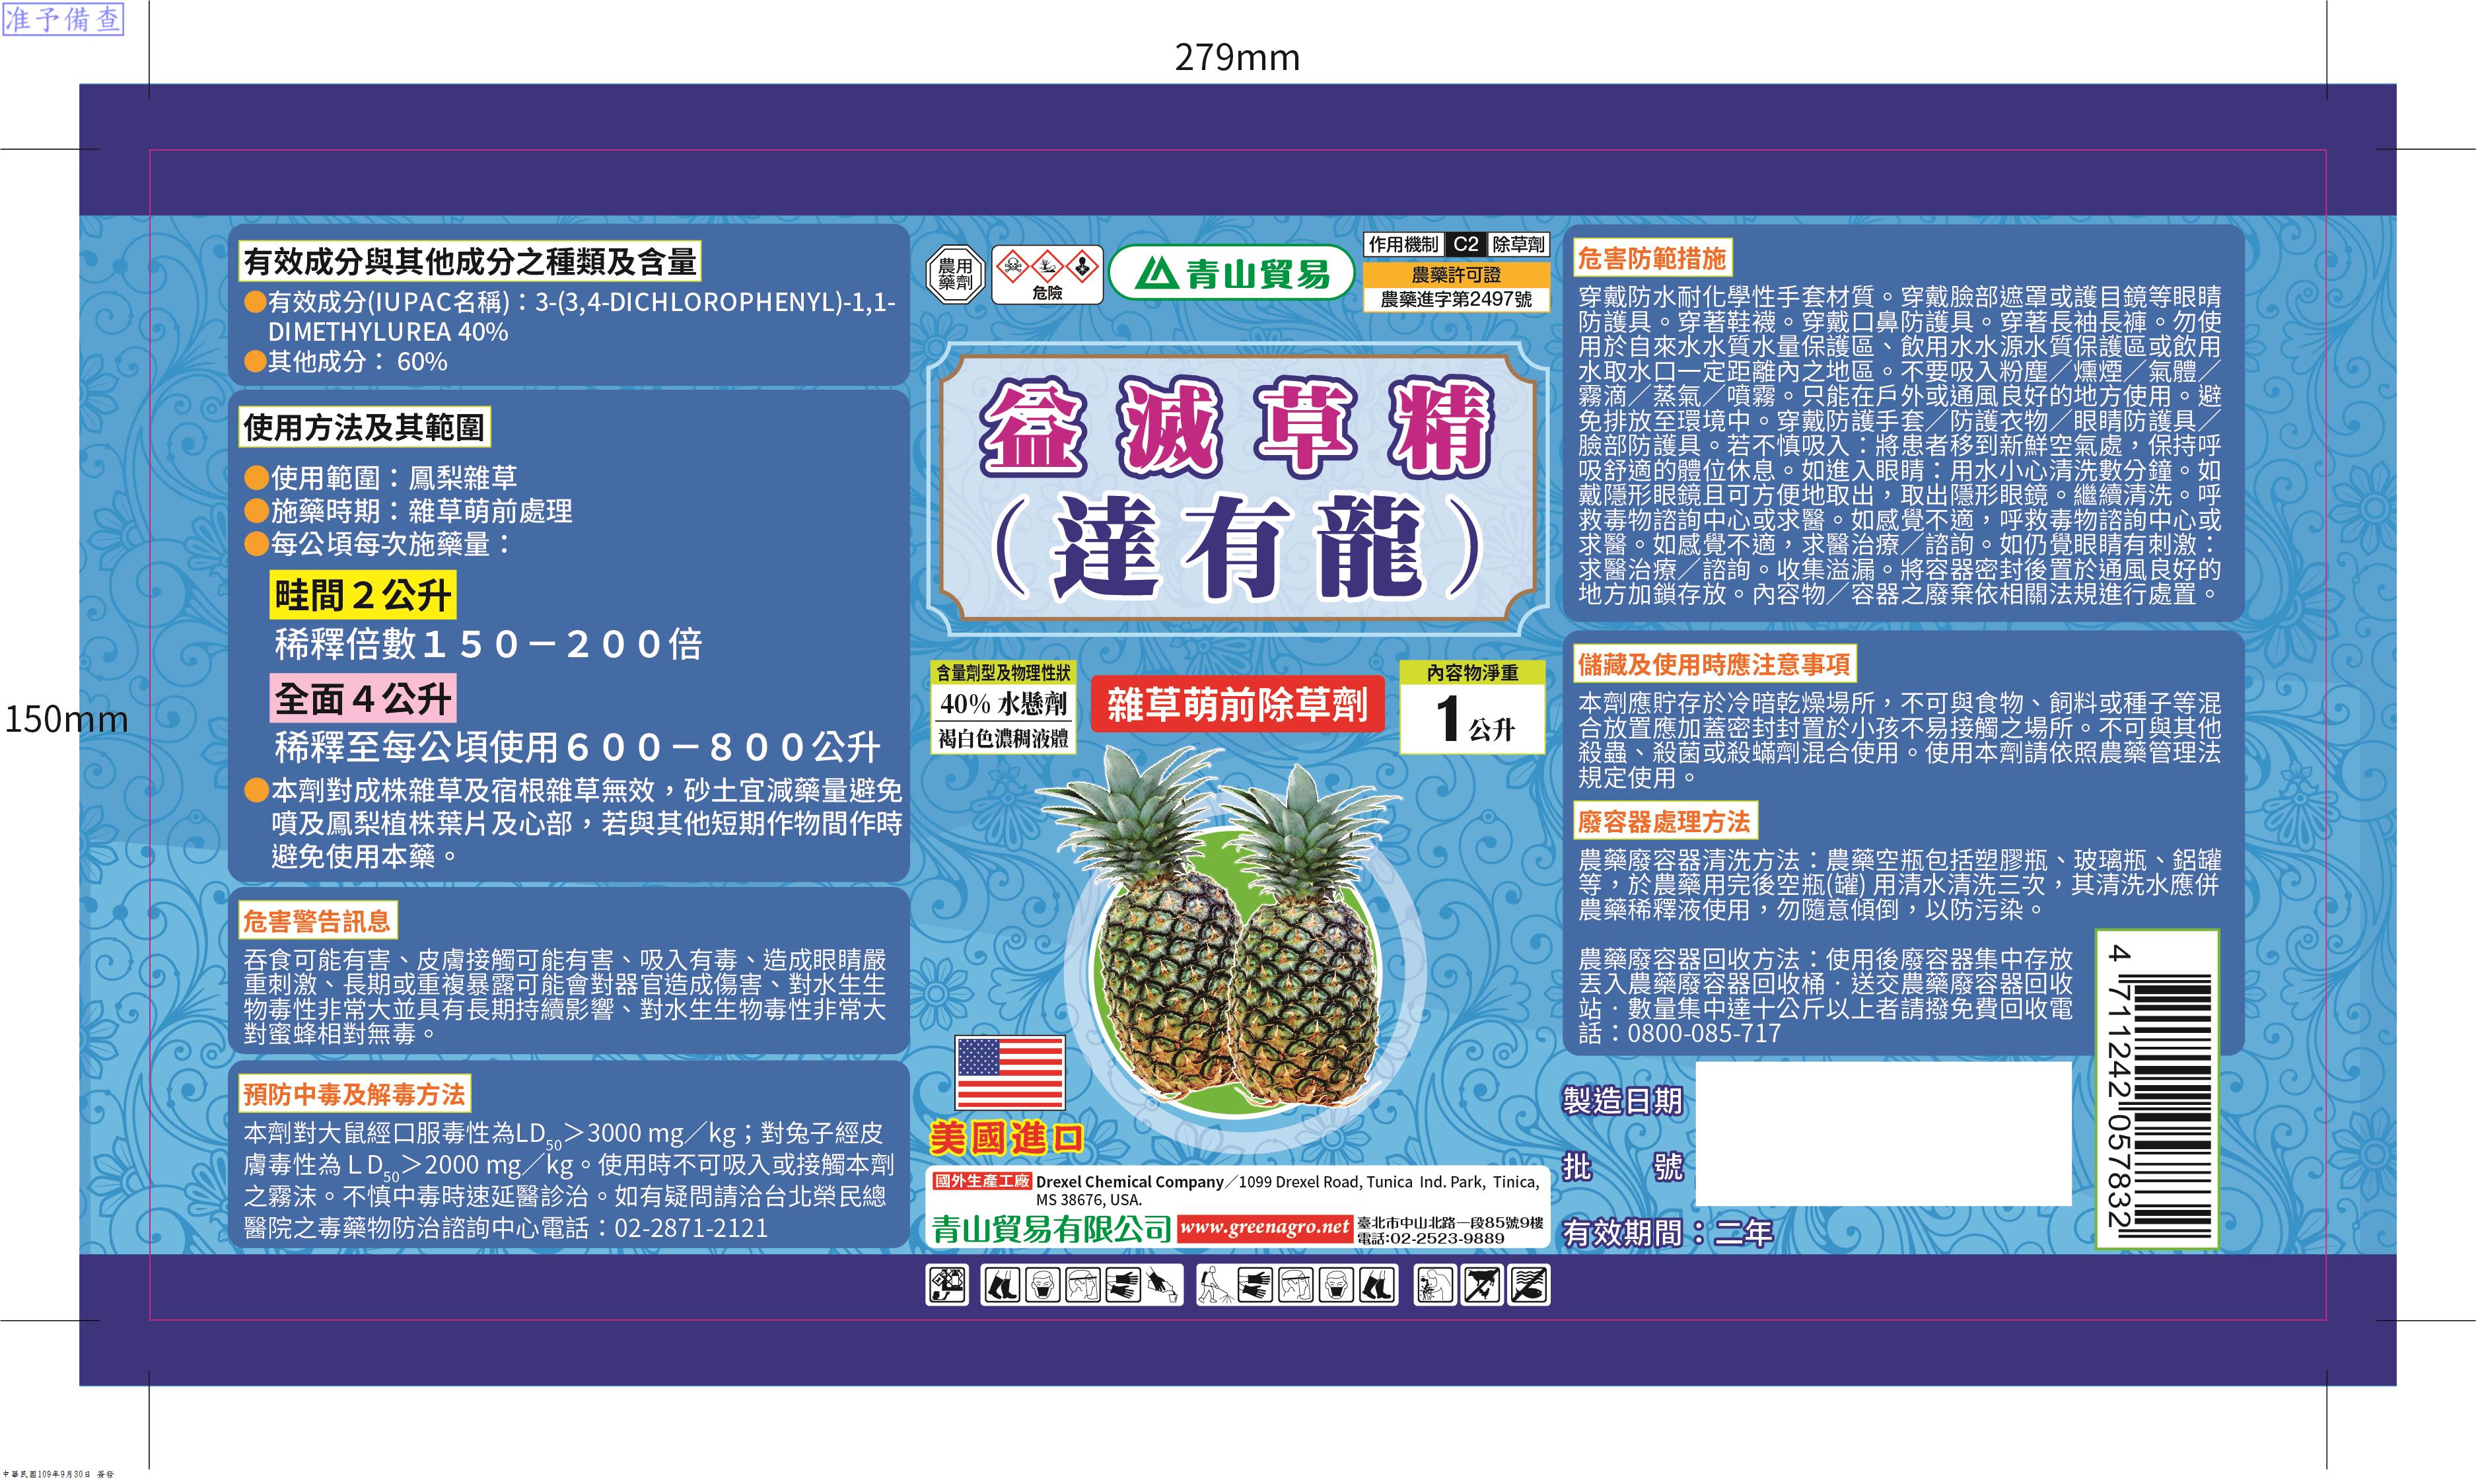 准予備查
279mm
150mm
有效成分與其他成分之種類及含量
●有效成分(IUPAC名稱)：3-(3,4-DICHLOROPHENYL)-1,1-
DIMETHYLUREA 40%
●其他成分： 60%
使用方法及其範圍
●使用範圍：鳳梨雜草
●施藥時期：雜草萌前處理
●每公頃每次施藥量：
畦間２公升
稀釋倍數１５０－２００倍
全面４公升
稀釋至每公頃使用６００－８００公升
●本劑對成株雜草及宿根雜草無效，砂土宜減藥量避免
噴及鳳梨植株葉片及心部，若與其他短期作物間作時
避免使用本藥。
危害警告訊息
吞食可能有害、皮膚接觸可能有害、吸入有毒、造成眼睛嚴
重刺激、長期或重複暴露可能會對器官造成傷害、對水生生
物毒性非常大並具有長期持續影響、對水生生物毒性非常大
對蜜蜂相對無毒。
預防中毒及解毒方法
本劑對大鼠經口服毒性為LD50＞3000 mg／kg；對兔子經皮
膚毒性為ＬD50＞2000 mg／kg。使用時不可吸入或接觸本劑
之霧沫。不慎中毒時速延醫診治。如有疑問請洽台北榮民總
醫院之毒藥物防治諮詢中心電話：02-2871-2121
農用
藥劑
危險
青山貿易
作用機制 C2 除草劑
農藥許可證
農藥進字第2497號
益滅草精
（達有龍）
含量劑型及物理性狀
40% 水懸劑
褐白色濃稠液體
雜草萌前除草劑
內容物淨重
1公升
美國進口
國外生產工廠 Drexel Chemical Company／1099 Drexel Road, Tunica Ind. Park, Tinica,
MS 38676, USA.
青山貿易有限公司 www.greenagro.net 臺北市中山北路一段85號9樓
電話:02-2523-9889
危害防範措施
穿戴防水耐化學性手套材質。穿戴臉部遮罩或護目鏡等眼睛
防護具。穿著鞋襪。穿戴口鼻防護具。穿著長袖長褲。勿使
用於自來水水質水量保護區、飲用水水源水質保護區或飲用
水取水口一定距離內之地區。不要吸入粉塵／燻煙／氣體／
霧滴／蒸氣／噴霧。只能在戶外或通風良好的地方使用。避
免排放至環境中。穿戴防護手套／防護衣物／眼睛防護具／
臉部防護具。若不慎吸入：將患者移到新鮮空氣處，保持呼
吸舒適的體位休息。如進入眼睛：用水小心清洗數分鐘。如
戴隱形眼鏡且可方便地取出，取出隱形眼鏡。繼續清洗。呼
救毒物諮詢中心或求醫。如感覺不適，呼救毒物諮詢中心或
求醫。如感覺不適，求醫治療／諮詢。如仍覺眼睛有刺激：
求醫治療／諮詢。收集溢漏。將容器密封後置於通風良好的
地方加鎖存放。內容物／容器之廢棄依相關法規進行處置。
儲藏及使用時應注意事項
本劑應貯存於冷暗乾燥場所，不可與食物、飼料或種子等混
合放置應加蓋密封封置於小孩不易接觸之場所。不可與其他
殺蟲、殺菌或殺蟎劑混合使用。使用本劑請依照農藥管理法
規定使用。
廢容器處理方法
農藥廢容器清洗方法：農藥空瓶包括塑膠瓶、玻璃瓶、鋁罐
等，於農藥用完後空瓶(罐) 用清水清洗三次，其清洗水應併
農藥稀釋液使用，勿隨意傾倒，以防污染。
農藥廢容器回收方法：使用後廢容器集中存放
丟入農藥廢容器回收桶．送交農藥廢容器回收
站．數量集中達十公斤以上者請撥免費回收電
話：0800-085-717
製造日期
批　　號
有效期間：二年
4 711242 057832
中華民國109年9月30日 簽發